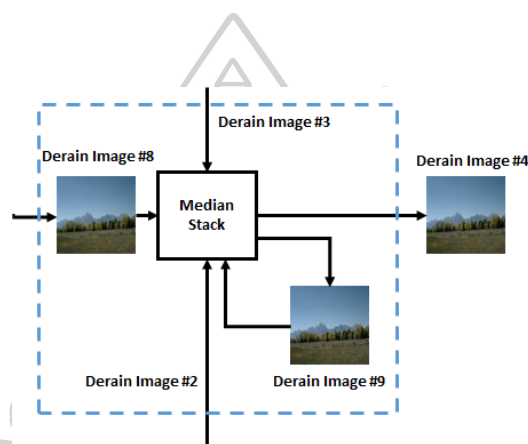 Derain Image #3
Derain Image #8
Derain Image #4
Median
Stack
Derain Image #2
Derain Image #9